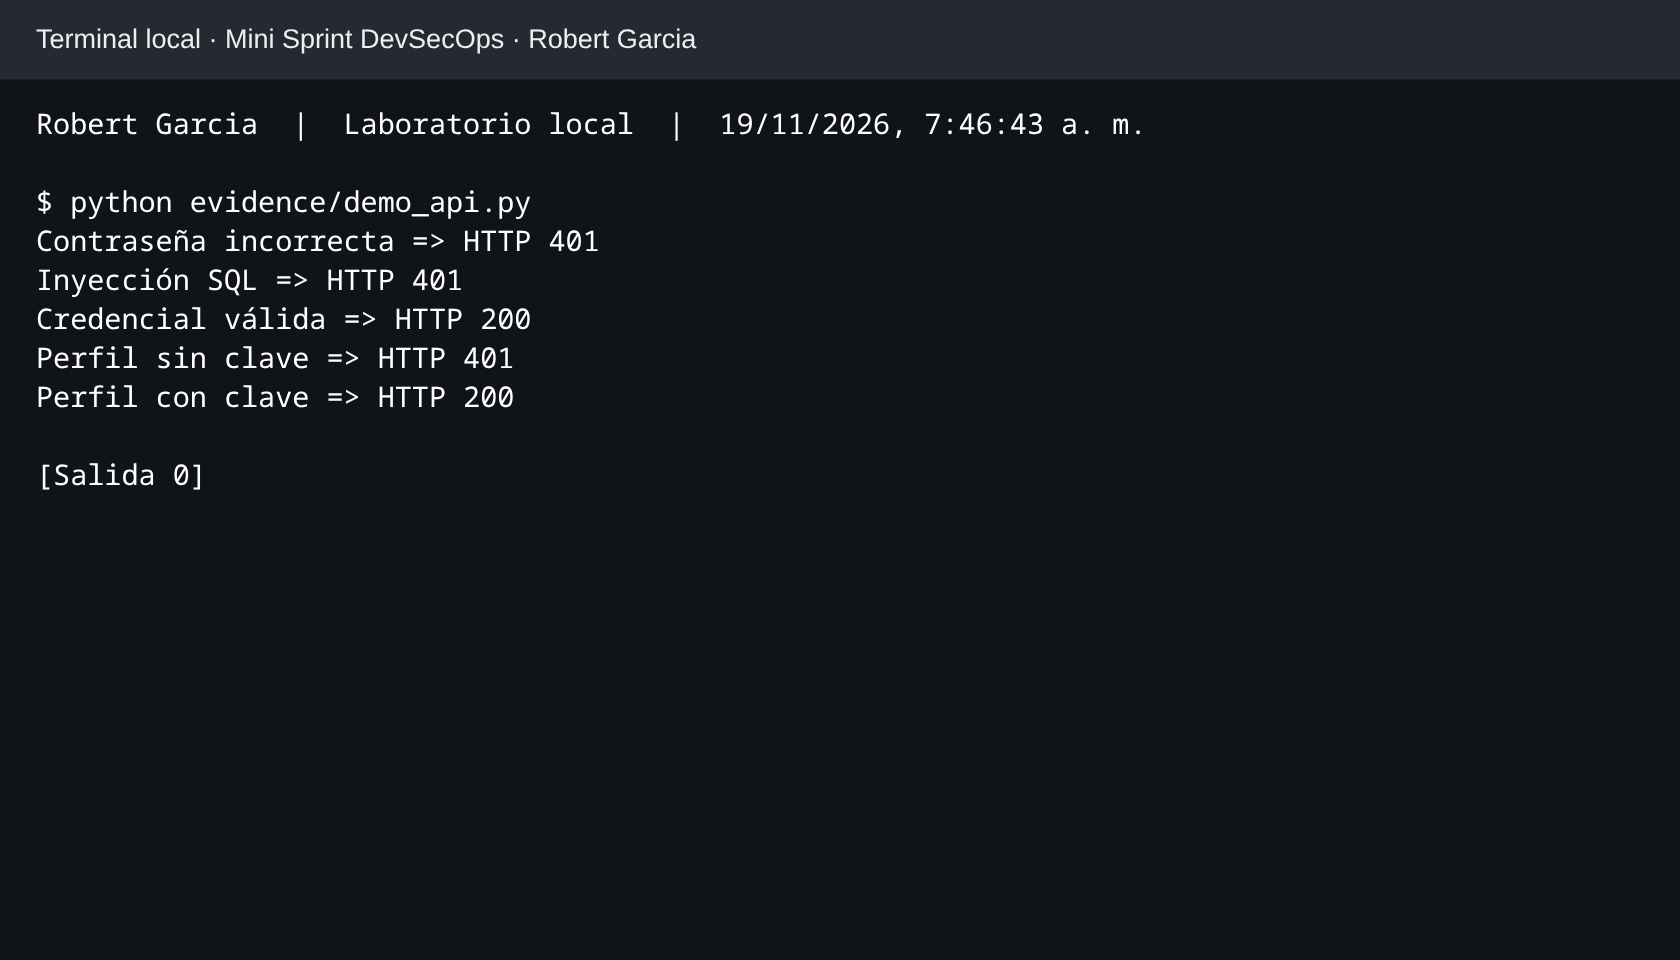 Terminal local · Mini Sprint DevSecOps · Robert Garcia
Robert Garcia  |  Laboratorio local  |  19/11/2026, 7:46:43 a. m.
$ python evidence/demo_api.py
Contraseña incorrecta => HTTP 401
Inyección SQL => HTTP 401
Credencial válida => HTTP 200
Perfil sin clave => HTTP 401
Perfil con clave => HTTP 200
[Salida 0]